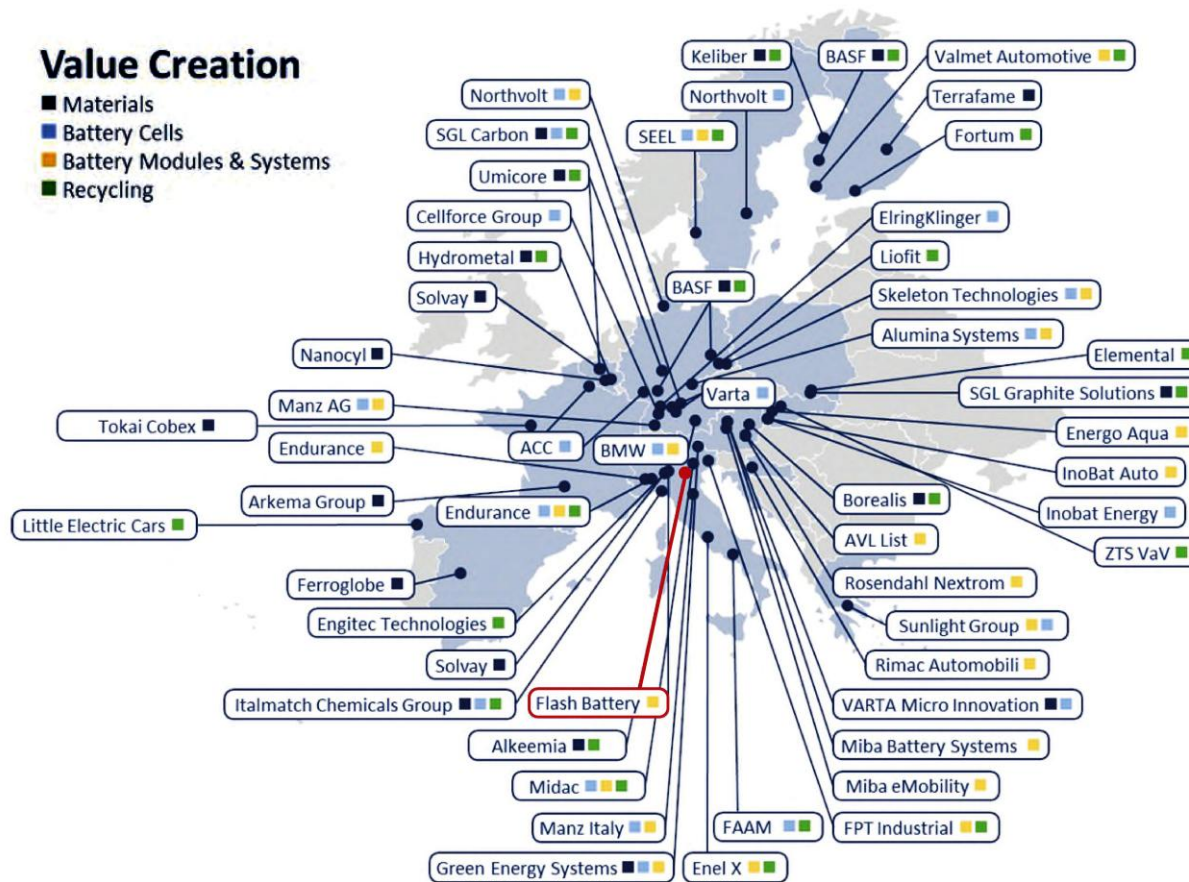 Value Creation
Materials
Battery Cells
Battery Modules & Systems
Recycling
Keliber
BASF
Valmet Automotive
Northvolt
Northvolt
Terrafame
SGL Carbon
SEEL
Fortum
Umicore
Cellforce Group
ElringKlinger
Hydrometal
Liofit
BASF
Solvay
Skeleton Technologies
Alumina Systems
Nanocyl
Elemental
Varta
SGL Graphite Solutions
Manz AG
Tokai Cobex
Energo Aqua
Endurance
ACC
BMW
InoBat Auto
Arkema Group
Endurance
Borealis
Inobat Energy
Little Electric Cars
AVL List
ZTS VaV
Ferroglobe
Rosendahl Nextrom
Engitec Technologies
Sunlight Group
Solvay
Rimac Automobili
Italmatch Chemicals Group
Flash Battery
VARTA Micro Innovation
Alkeemia
Miba Battery Systems
Midac
Miba eMobility
Manz Italy
FAAM
FPT Industrial
Green Energy Systems
Enel X